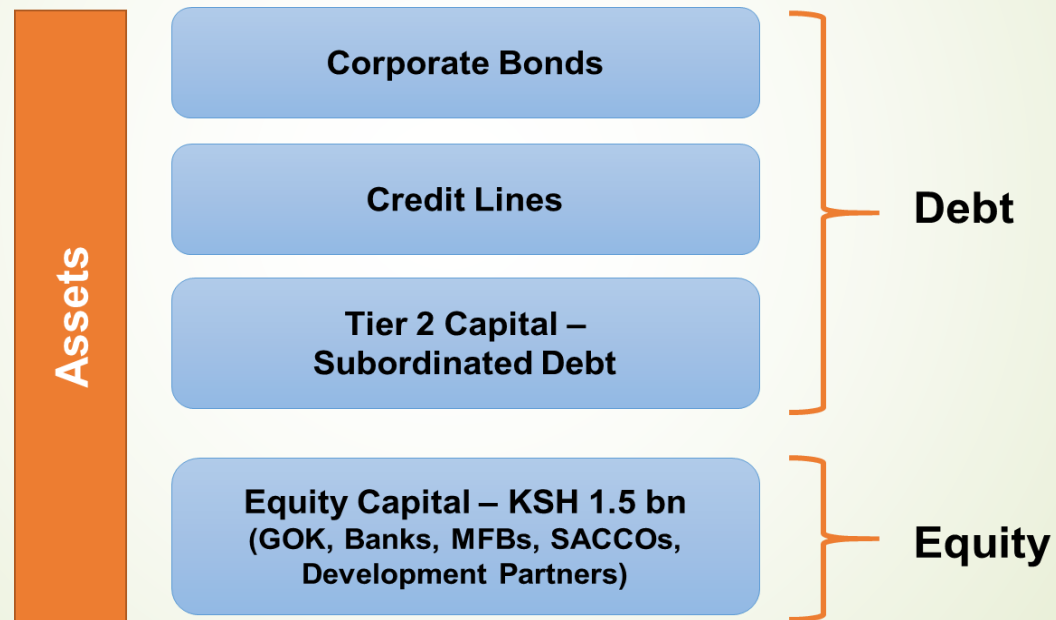 Assets
Corporate Bonds
Credit Lines
Tier 2 Capital –
Subordinated Debt
Debt
Equity Capital – KSH 1.5 bn
(GOK, Banks, MFBs, SACCOs,
Development Partners)
Equity